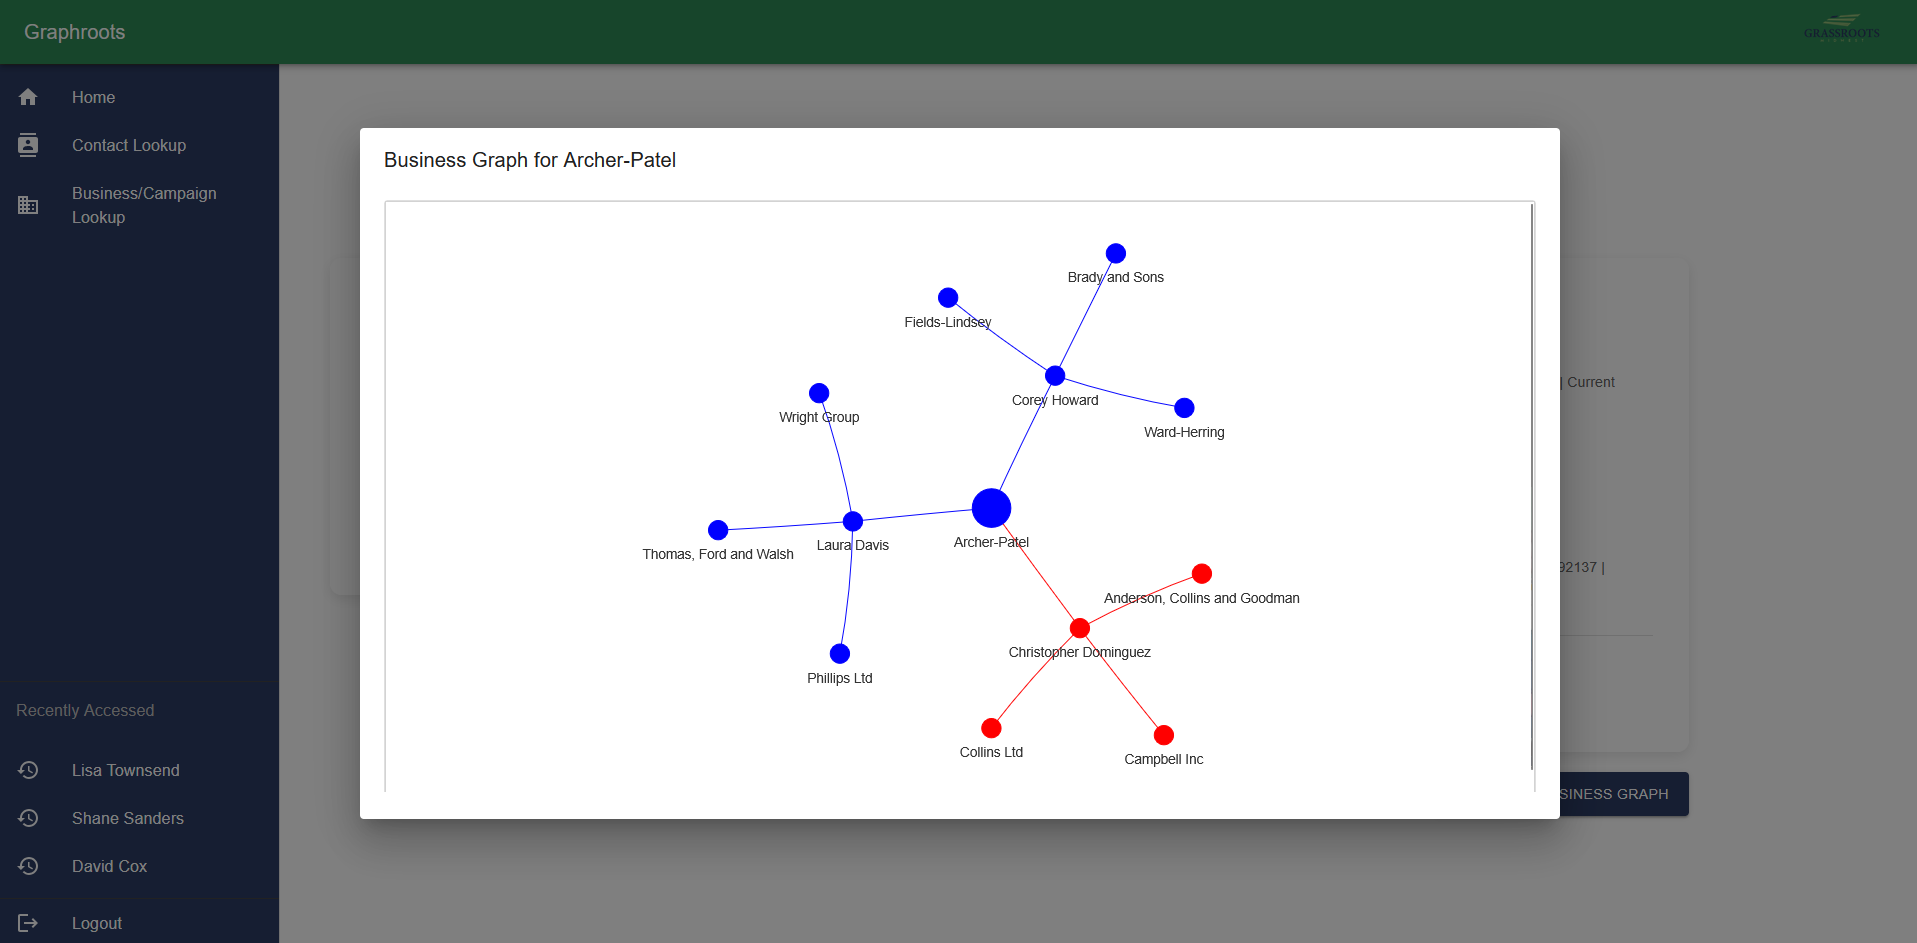 Graphroots
GRASSROOTS
Home
Contact Lookup
Business/Campaign
Lookup
Recently Accessed
Lisa Townsend
Shane Sanders
David Cox
Logout
Business Graph for Archer-Patel
Brady and Sons
Fields-Lindsey
Corey Howard
Wright Group
Ward-Herring
Archer-Patel
Laura Davis
Thomas, Ford and Walsh
Anderson, Collins and Goodman
Christopher Dominguez
Phillips Ltd
Collins Ltd
Campbell Inc
| Current
92137 |
SINESS GRAPH